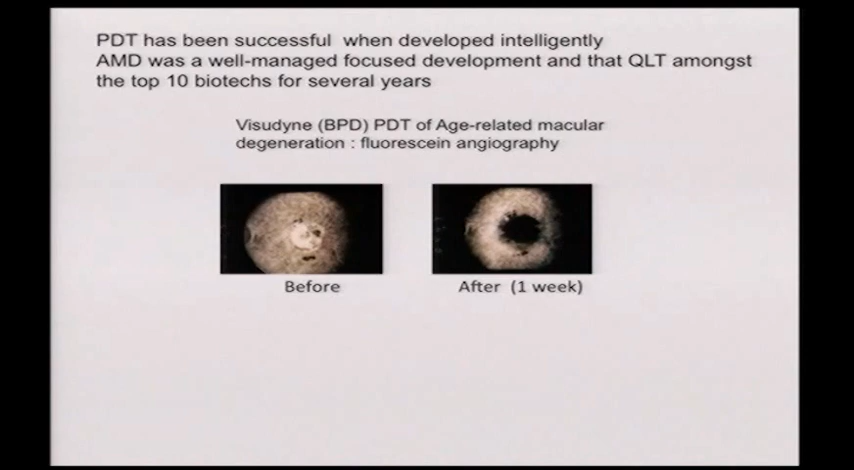 PDT has been successful when developed intelligently
AMD was a well-managed focused development and that QLT amongst
the top 10 biotechs for several years
Visudyne (BPD) PDT of Age-related macular
degeneration : fluorescein angiography
Before
After (1 week)